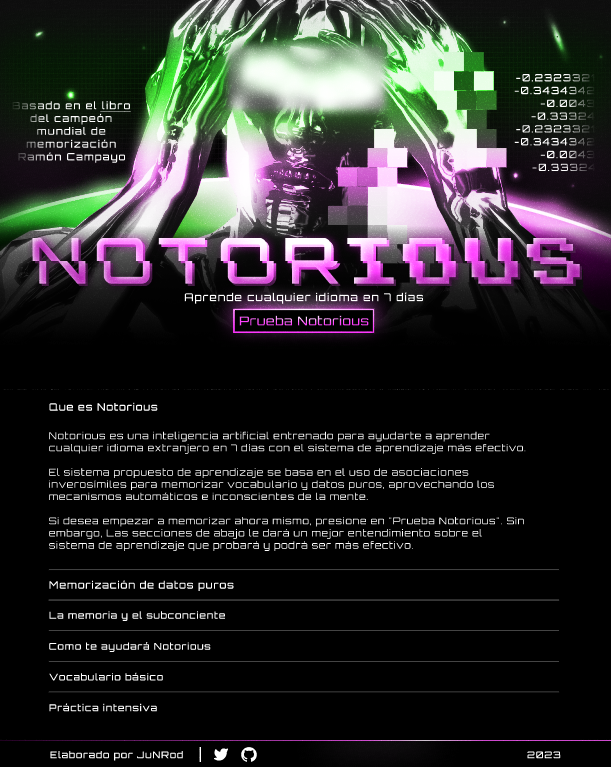 Basado en el libro
del campeón
mundial de
memorización
Ramón Campayo
-0.2323323
-0.3434342
-0.0043
-0.33324
-0.2323323
-0.3434342
-0.0043
-0.33324
NOTORIOUS
Aprende cualquier idioma en 7 días
Prueba Notorious
Que es Notorious
Notorious es una inteligencia artificial entrenado para ayudarte a aprender
cualquier idioma extranjero en 7 días con el sistema de aprendizaje más efectivo.
El sistema propuesto de aprendizaje se basa en el uso de asociaciones
inverosímiles para memorizar vocabulario y datos puros, aprovechando los
mecanismos automáticos e inconscientes de la mente.
Si desea empezar a memorizar ahora mismo, presione en "Prueba Notorious". Sin
embargo, Las secciones de abajo le dará un mejor entendimiento sobre el
sistema de aprendizaje que probará y podrá ser más efectivo.
Memorización de datos puros
La memoria y el subconciente
Como te ayudará Notorious
Vocabulario básico
Práctica intensiva
Elaborado por JuNRod
2023